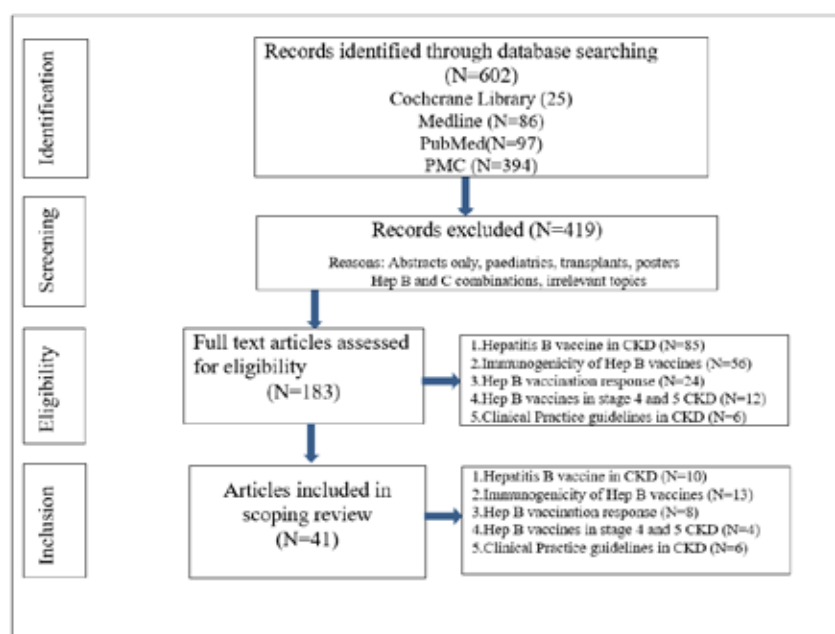 Identification
Records identified through database searching
(N=602)
Cochcrane Library (25)
Medline (N=86)
PubMed(N=97)
PMC (N=394)
Screening
Records excluded (N=419)
Reasons: Abstracts only, paediatrics, transplants, posters
Hep B and C combinations, irrelevant topics
Eligibility
Full text articles assessed
for eligibility
(N=183)
1.Hepatitis B vaccine in CKD (N=85)
2.Immunogenicity of Hep B vaccines (N=56)
3.Hep B vaccination response (N=24)
4.Hep B vaccines in stage 4 and 5 CKD (N=12)
5.Clinical Practice guidelines in CKD (N=6)
Inclusion
Articles included in
scoping review
(N=41)
1.Hepatitis B vaccine in CKD (N=10)
2.Immunogenicity of Hep B vaccines (N=13)
3.Hep B vaccination response (N=8)
4.Hep B vaccines in stage 4 and 5 CKD (N=4)
5.Clinical Practice guidelines in CKD (N=6)